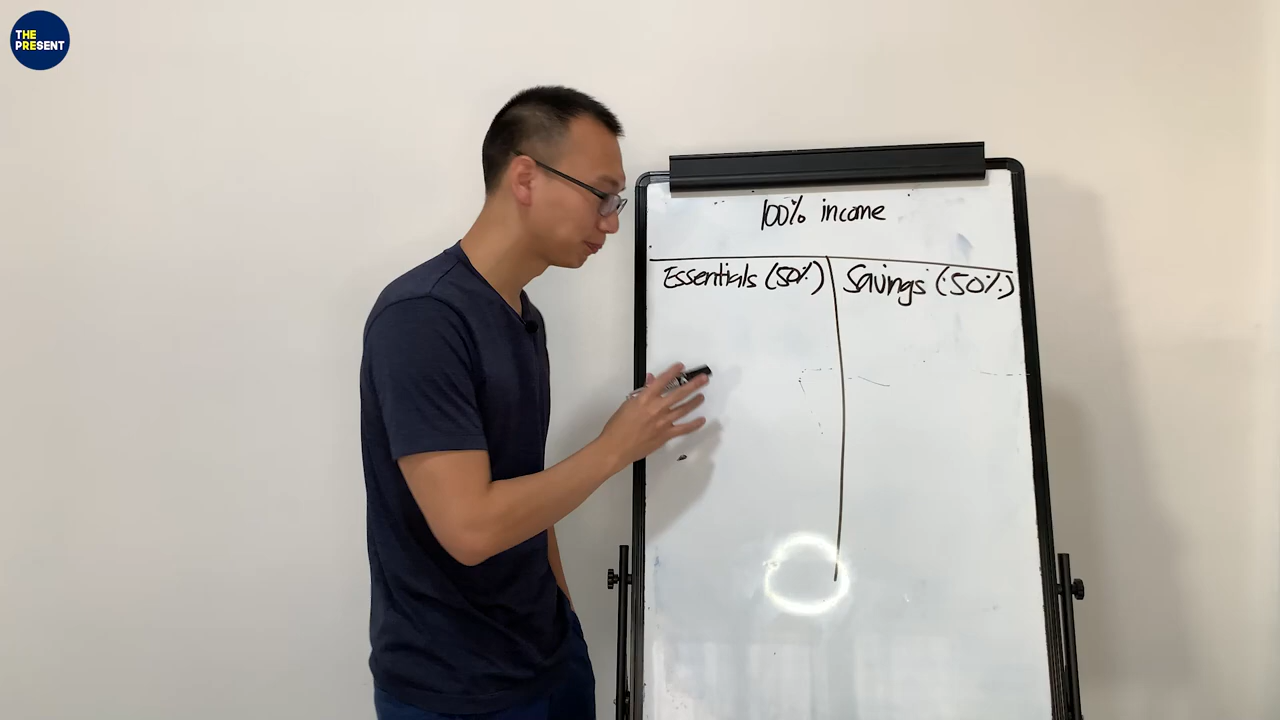 THE
PRESENT
100% income
Essentials (50%)
Savings (50%)